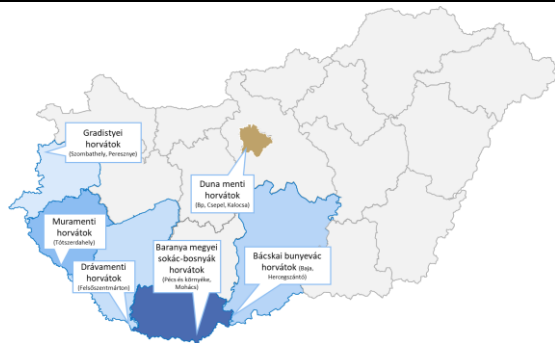 Gradistyei
horvátok
(Szombathely, Peresznye)
Duna menti
horvátok
(Bp, Csepel, Kalocsa)
Muramenti
horvátok
(Tótszerdahely)
Drávamenti
horvátok
(Felsőszentmárton)
Baranya megyei
sokác-bosnyák
horvátok
(Pécs és környéke,
Mohács)
Bácskai bunyevác
horvátok (Baja,
Hercegszántó)